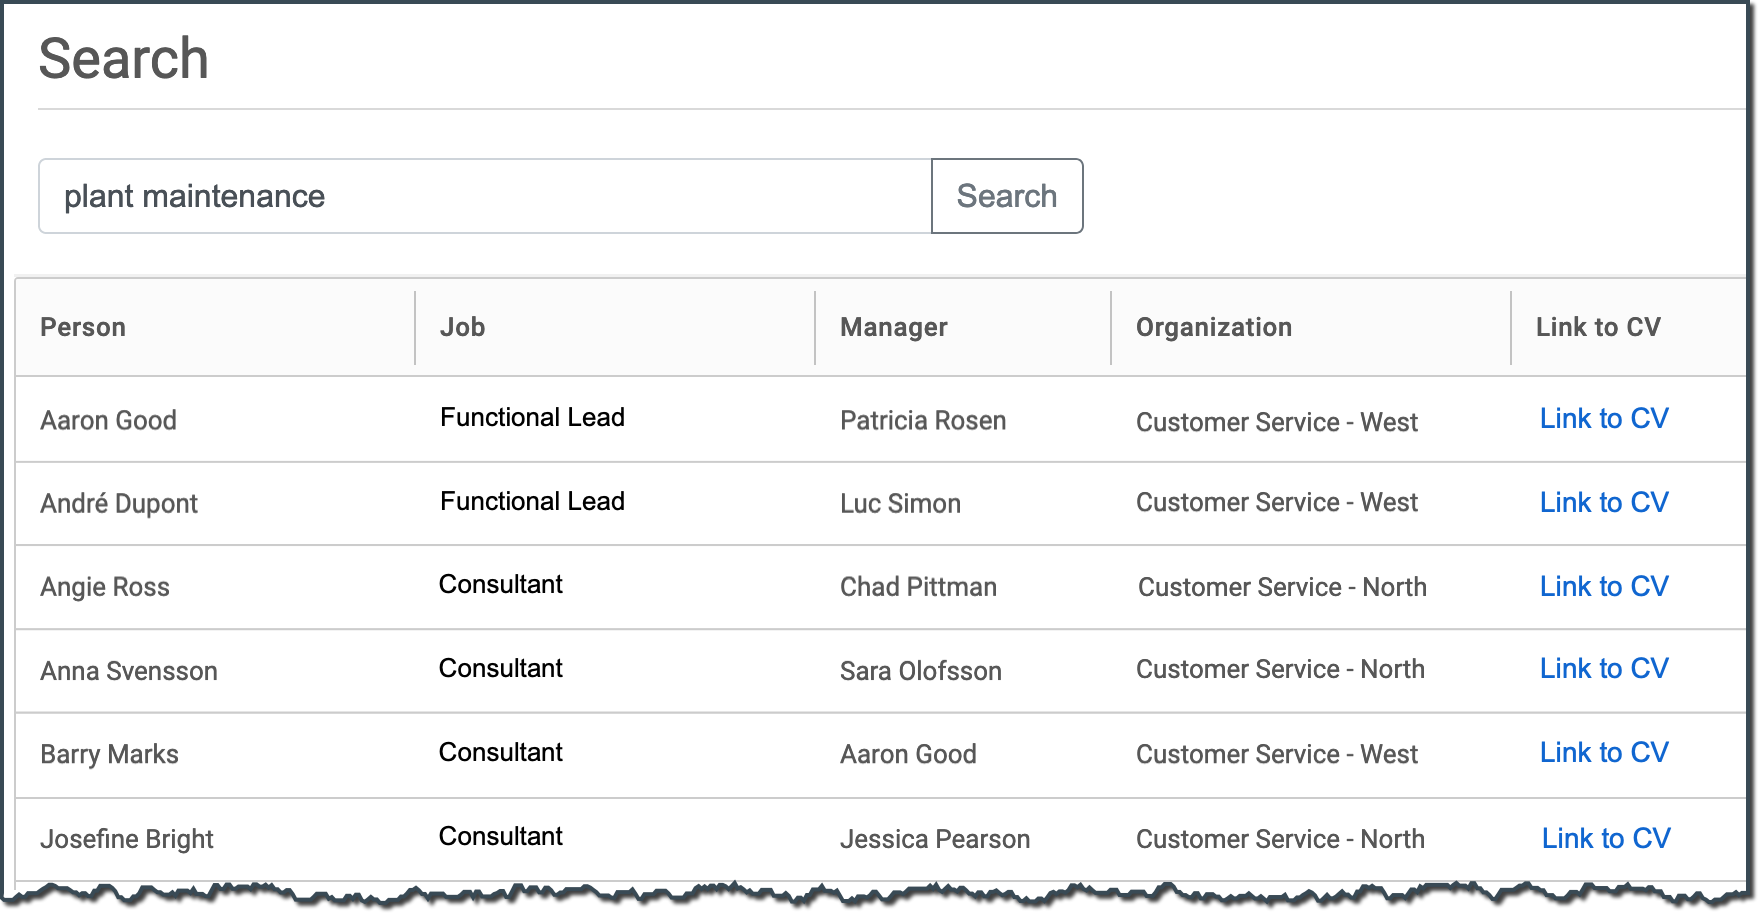 Search
plant maintenance Search
Person Job Manager Organization Link to CV
Aaron Good Functional Lead Patricia Rosen Customer Service - West Link to CV
André Dupont Functional Lead Luc Simon Customer Service - West Link to CV
Angie Ross Consultant Chad Pittman Customer Service - North Link to CV
Anna Svensson Consultant Sara Olofsson Customer Service - North Link to CV
Barry Marks Consultant Aaron Good Customer Service - West Link to CV
Josefine Bright Consultant Jessica Pearson Customer Service - North Link to CV